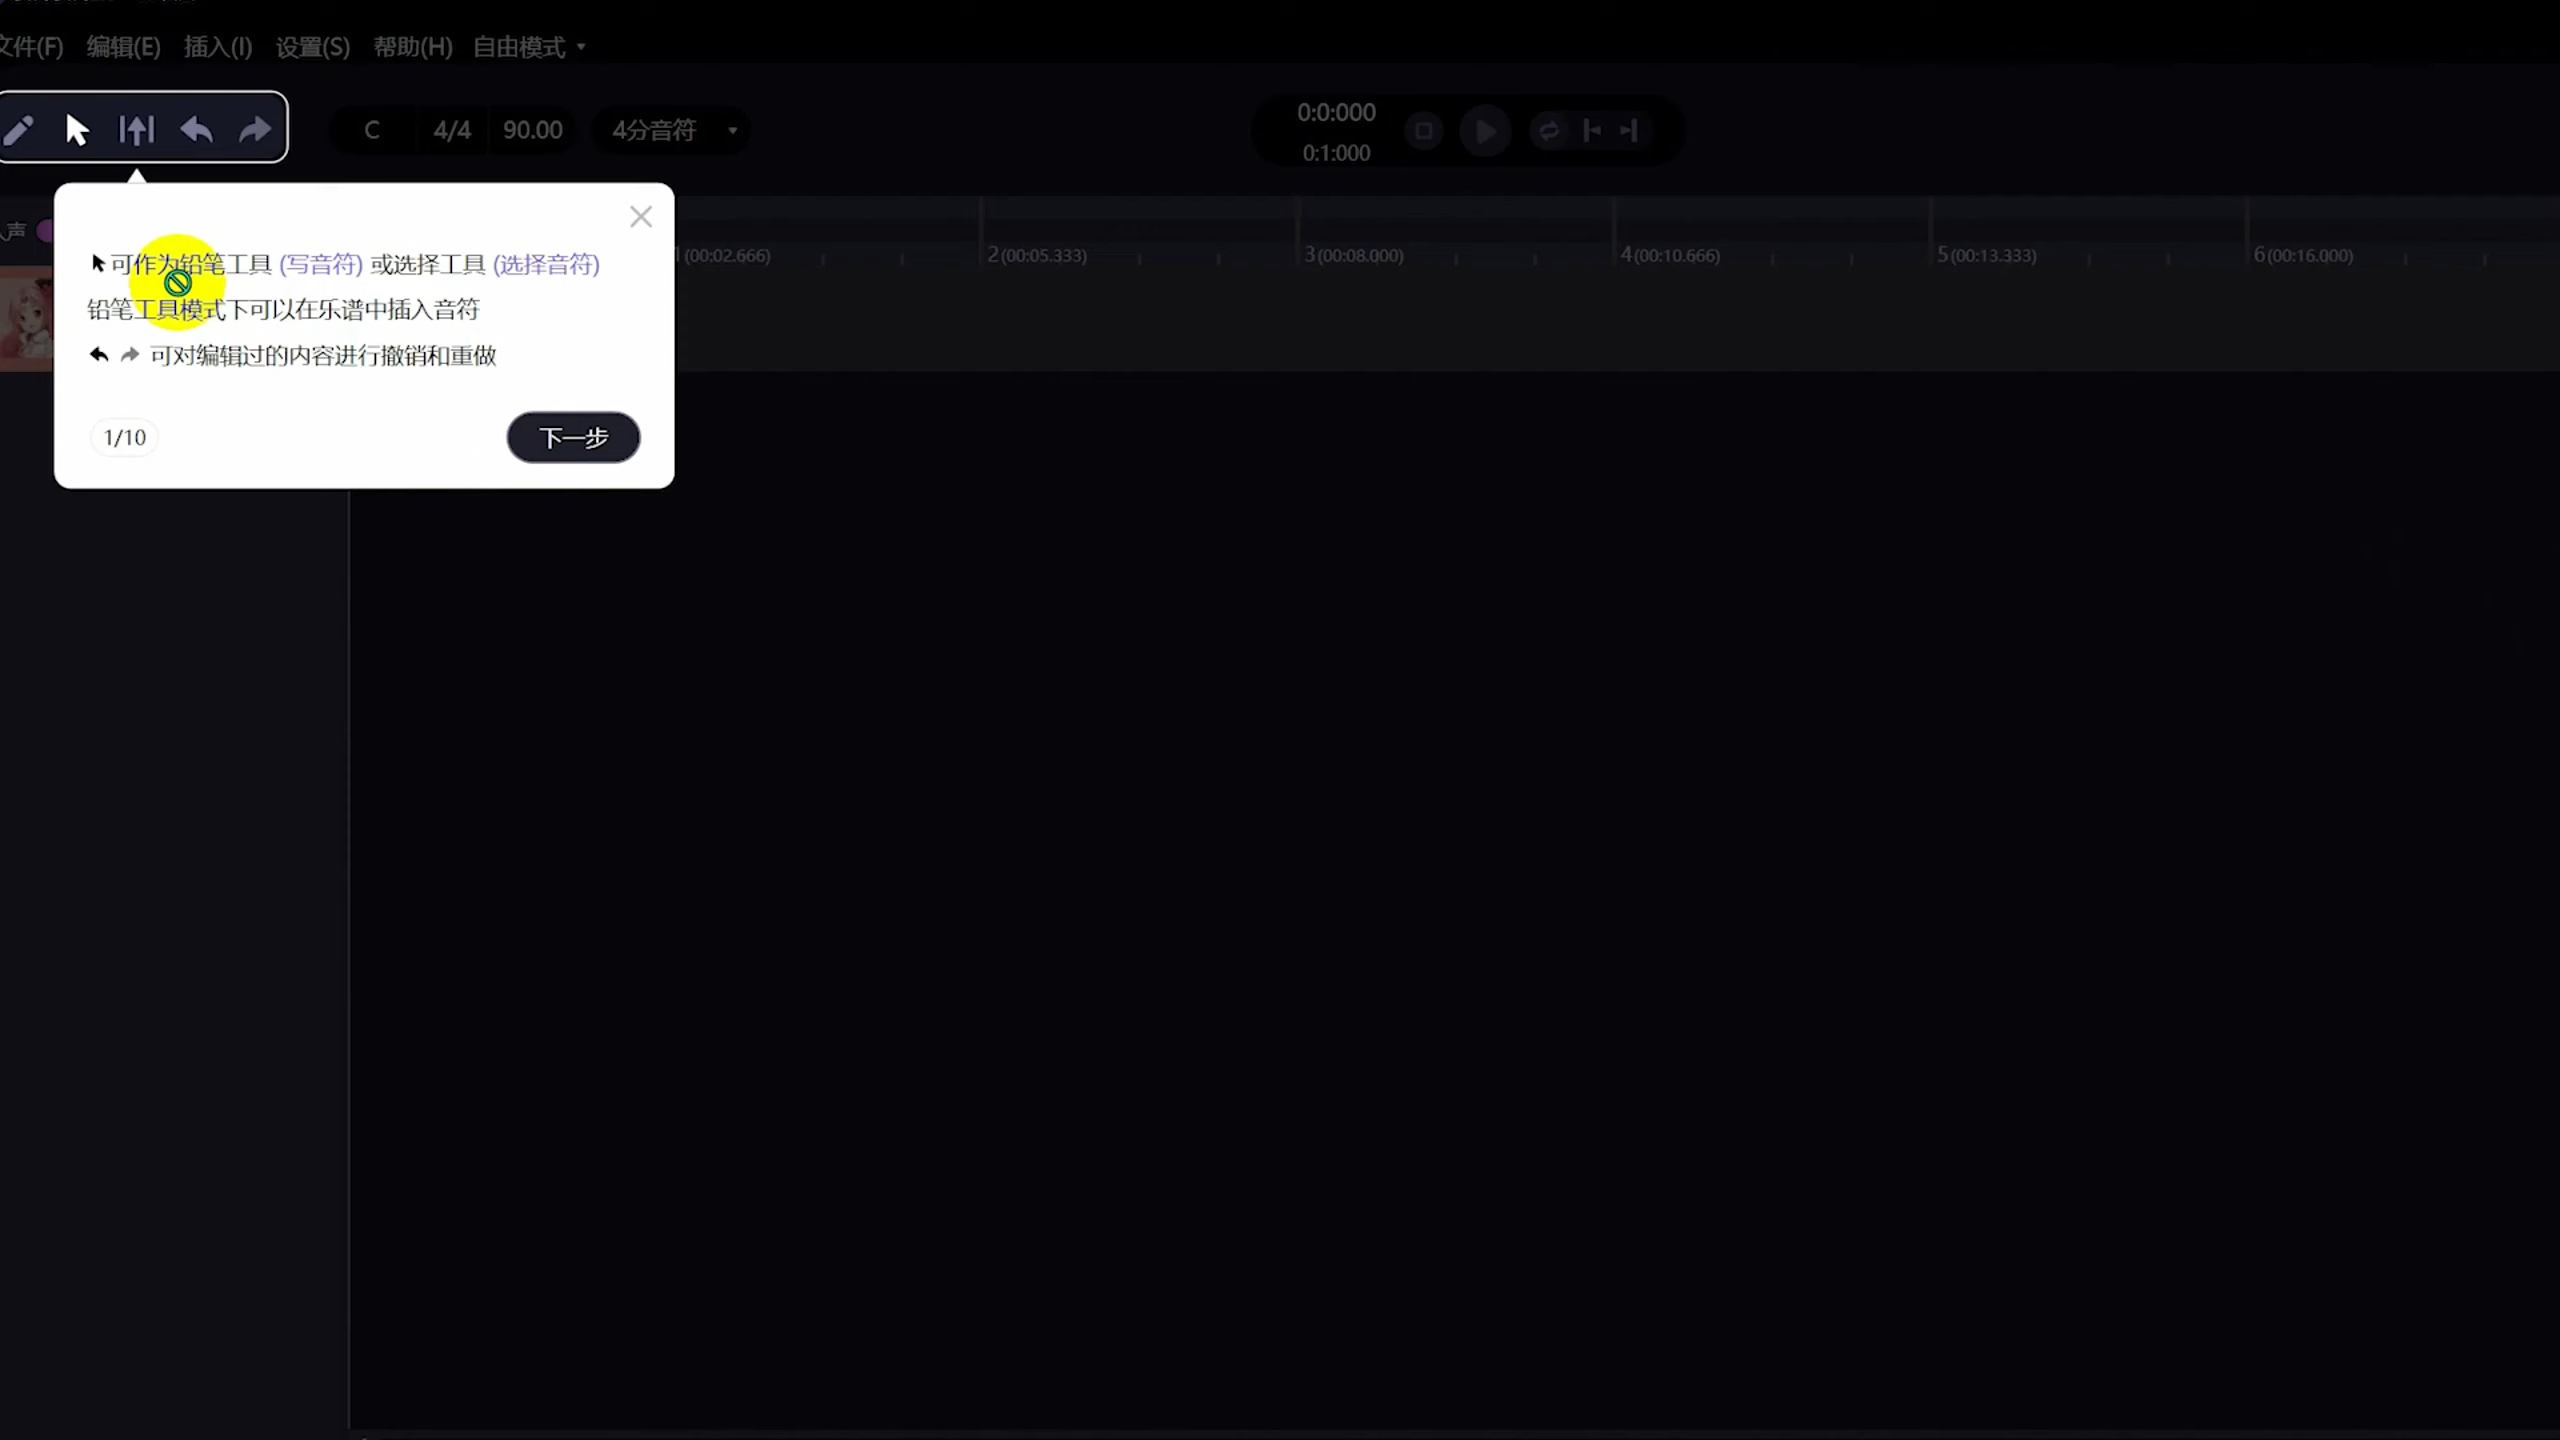 文件(F) 编辑(E) 插入(I) 设置(S) 帮助(H) 自由模式
C 4/4 90.00 4分音符
0:0:000
0:1:000
声
1(00:02.666) 2(00:05.333) 3(00:08.000) 4(00:10.666) 5(00:13.333) 6(00:16.000)
可作为铅笔工具 (写音符) 或选择工具 (选择音符)
铅笔工具模式下可以在乐谱中插入音符
可对编辑过的内容进行撤销和重做
1/10
下一步